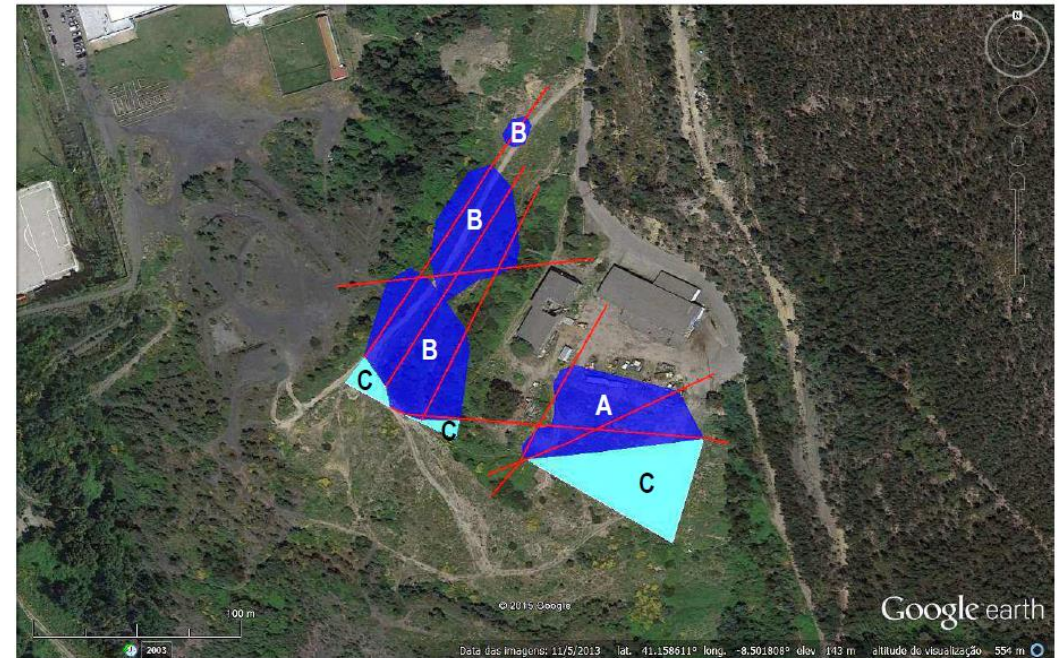 N
B
B
B
C
C
A
C
100 m
© 2015 Google
Google earth
2003
Data das imagens: 11/5/2013 lat. 41.158611° long. -8.501808° elev 143 m altitude de visualização 554 m